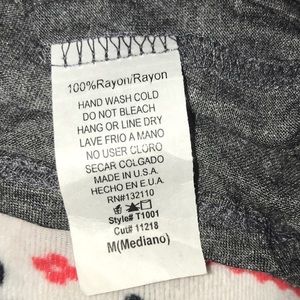 100%Rayon/Rayon
HAND WASH COLD
DO NOT BLEACH
HANG OR LINE DRY
LAVE FRIO A MANO
NO USER CLORO
SECAR COLGADO
MADE IN U.S.A.
HECHO EN E.U.A.
RN#132110
Style# T1001
Cut# 11218
M(Mediano)